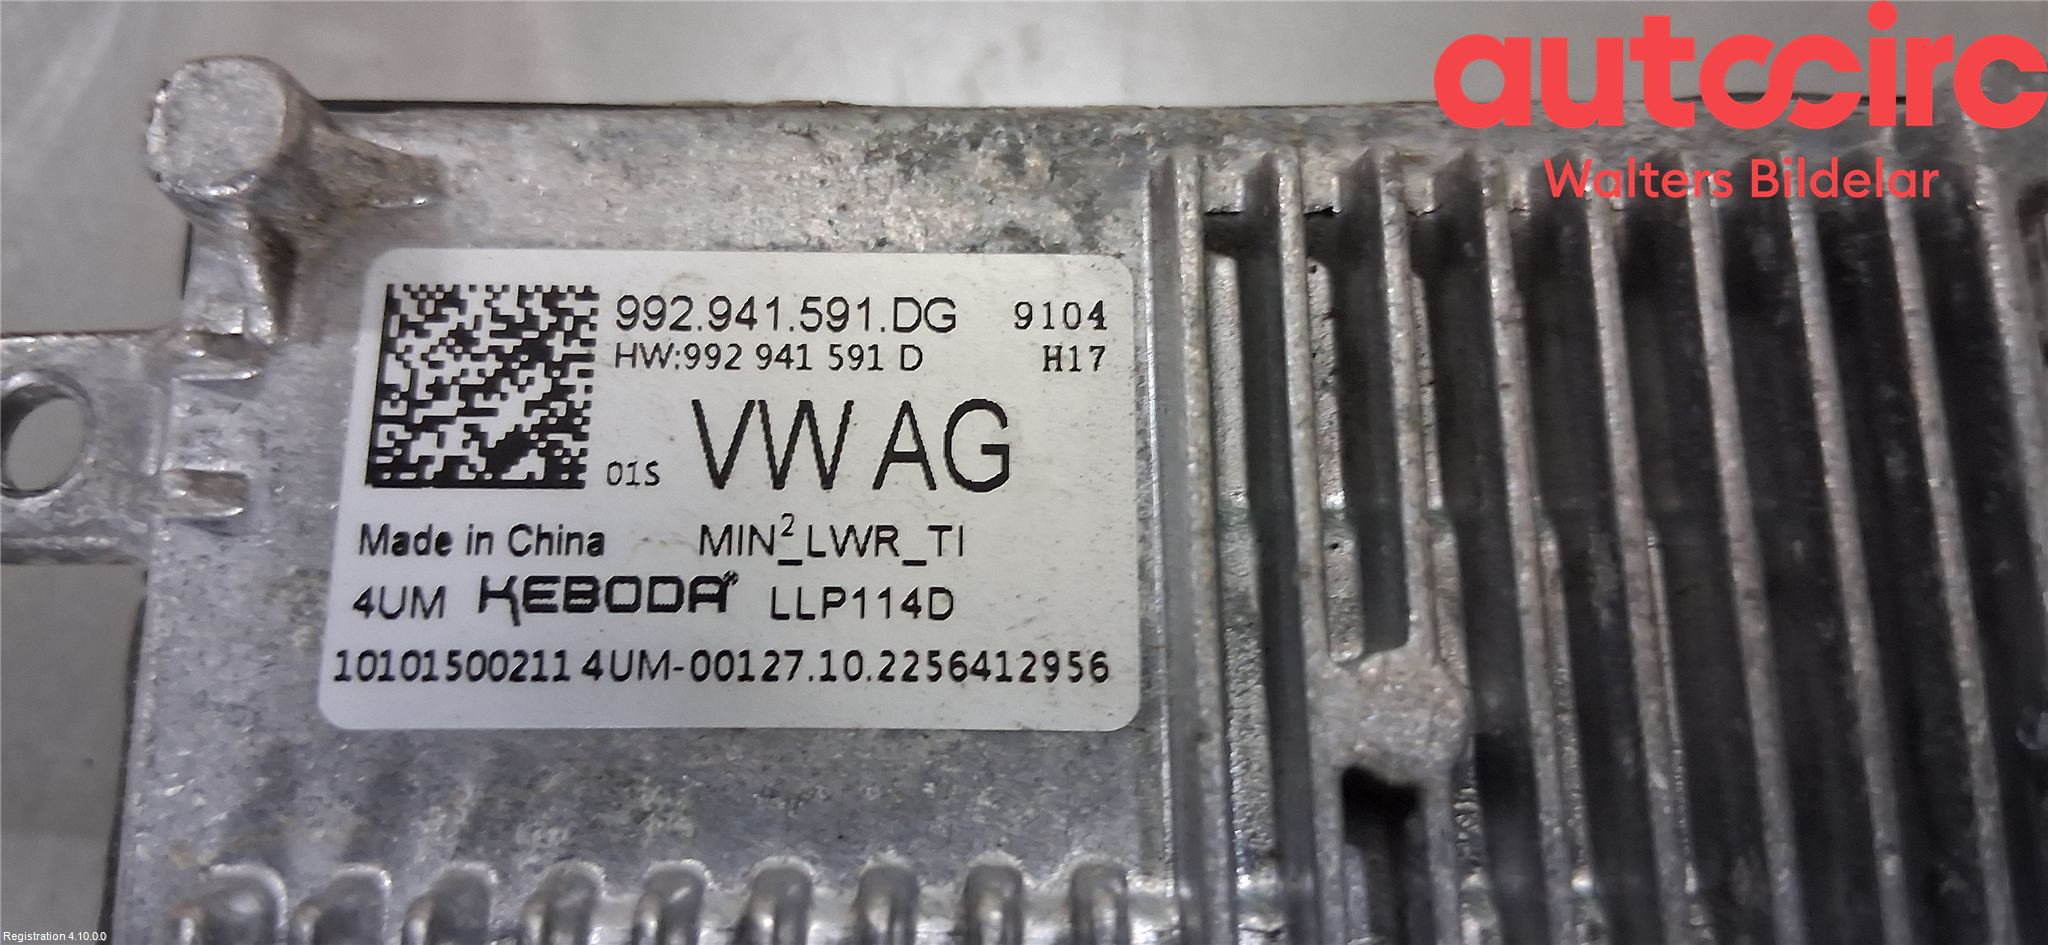 autocirc
Walters Bildelar
992.941.591.DG 9104
HW:992 941 591 D H17
01S VW AG
Made in China MIN²_LWR_TI
4UM KEBODA® LLP114D
10101500211 4UM-00127.10.2256412956
Registration 4.10.0.0